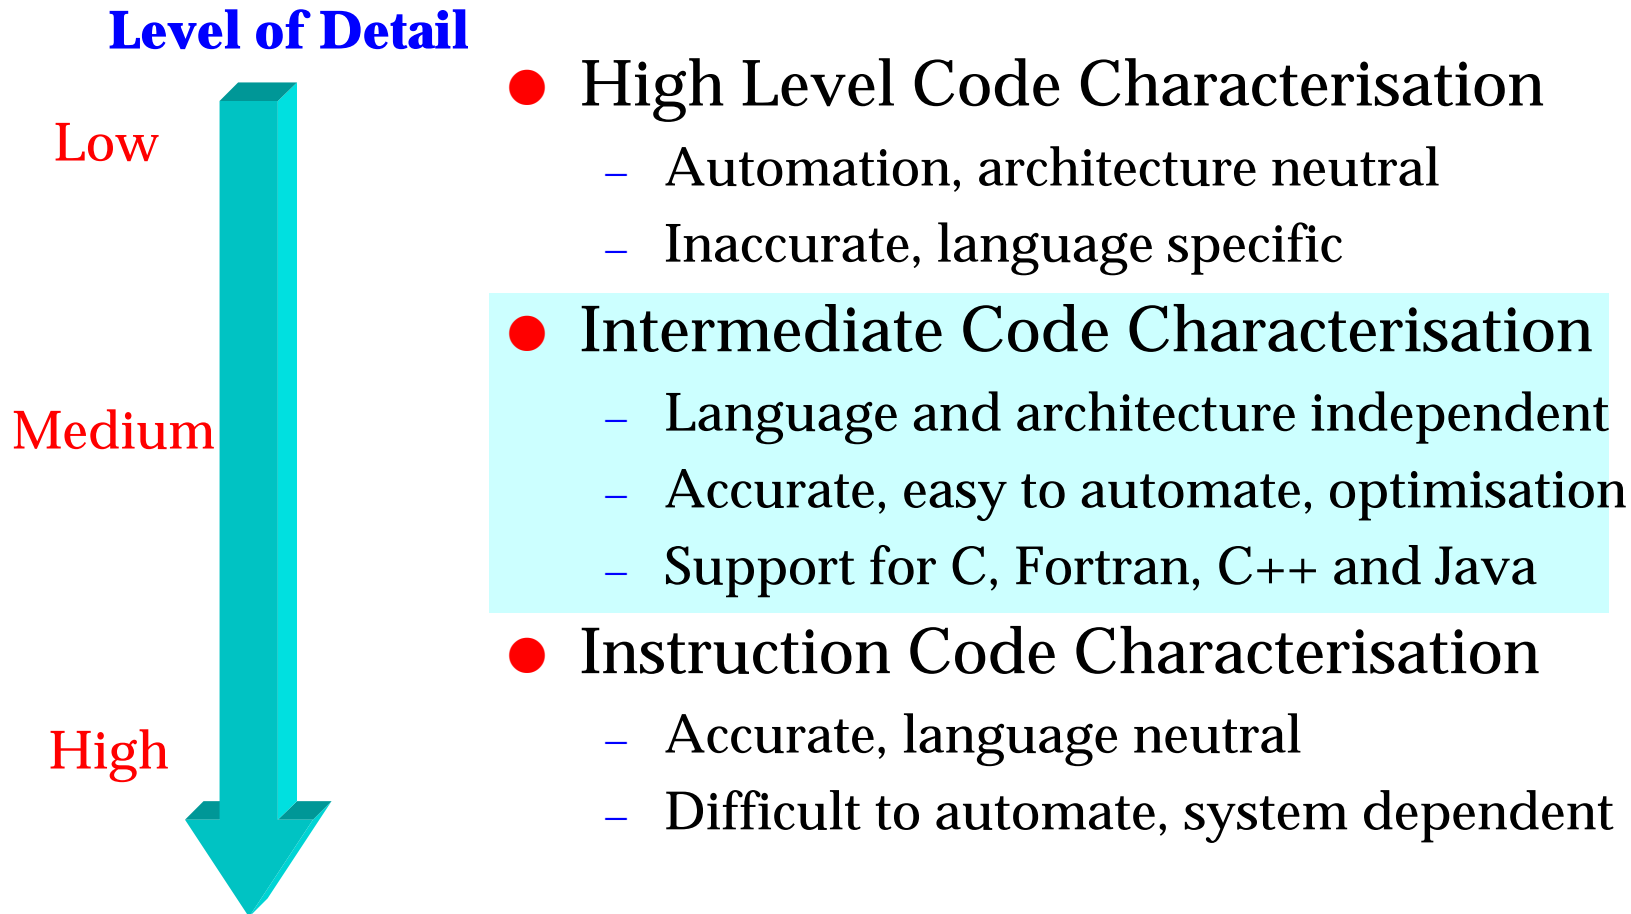 Level of Detail
Low
Medium
High
● High Level Code Characterisation
– Automation, architecture neutral
– Inaccurate, language specific
● Intermediate Code Characterisation
– Language and architecture independent
– Accurate, easy to automate, optimisation
– Support for C, Fortran, C++ and Java
● Instruction Code Characterisation
– Accurate, language neutral
– Difficult to automate, system dependent